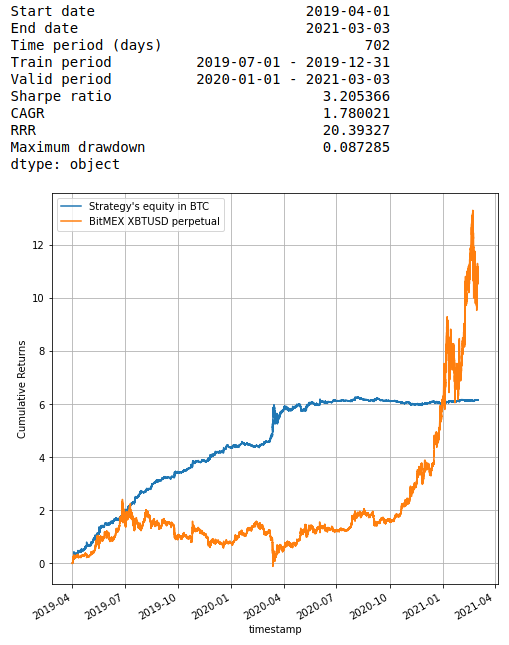 Start date 2019-04-01
End date 2021-03-03
Time period (days) 702
Train period 2019-07-01 - 2019-12-31
Valid period 2020-01-01 - 2021-03-03
Sharpe ratio 3.205366
CAGR 1.780021
RRR 20.39327
Maximum drawdown 0.087285
dtype: object
Strategy's equity in BTC
BitMEX XBTUSD perpetual
12
10
8
6
4
2
0
Cumulative Returns
2019-04 2019-07 2019-10 2020-01 2020-04 2020-07 2020-10 2021-01 2021-04
timestamp